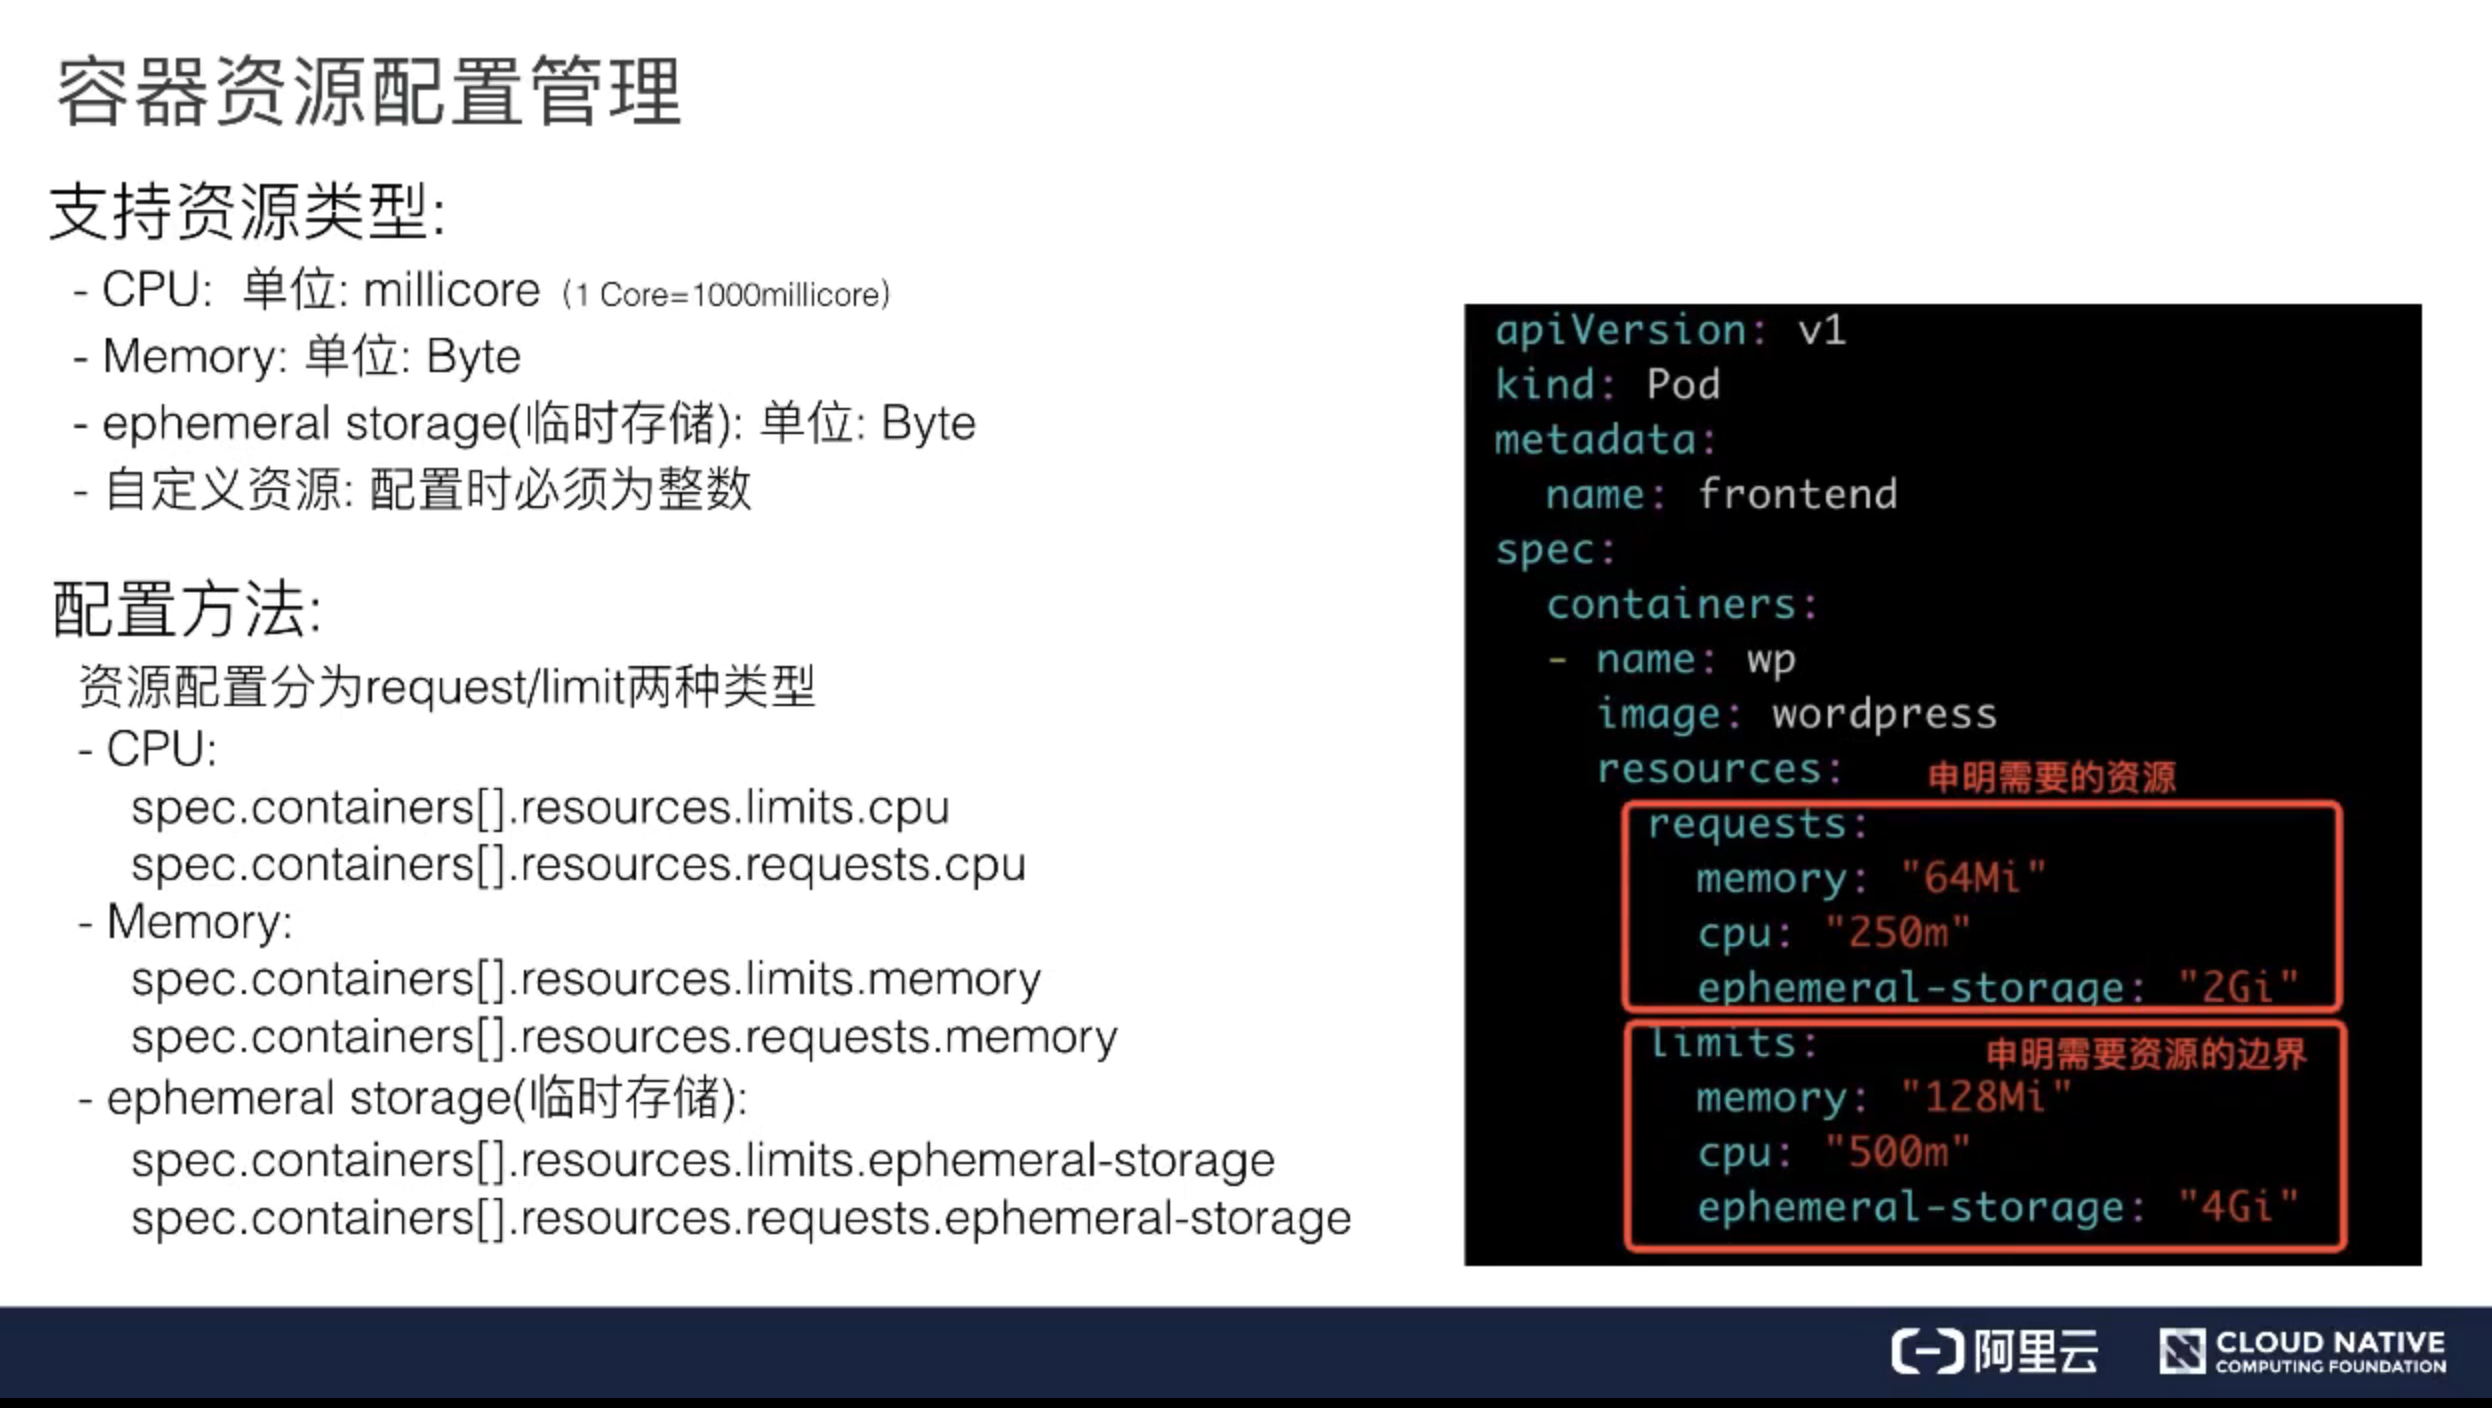 容器资源配置管理
支持资源类型:
- CPU: 单位: millicore (1 Core=1000millicore)
- Memory: 单位: Byte
- ephemeral storage(临时存储): 单位: Byte
- 自定义资源: 配置时必须为整数
配置方法:
资源配置分为request/limit两种类型
- CPU:
spec.containers[].resources.limits.cpu
spec.containers[].resources.requests.cpu
- Memory:
spec.containers[].resources.limits.memory
spec.containers[].resources.requests.memory
- ephemeral storage(临时存储):
spec.containers[].resources.limits.ephemeral-storage
spec.containers[].resources.requests.ephemeral-storage
apiVersion: v1
kind: Pod
metadata:
  name: frontend
spec:
  containers:
  - name: wp
    image: wordpress
    resources: 申明需要的资源
      requests:
        memory: "64Mi"
        cpu: "250m"
        ephemeral-storage: "2Gi"
      limits: 申明需要资源的边界
        memory: "128Mi"
        cpu: "500m"
        ephemeral-storage: "4Gi"
阿里云
CLOUD NATIVE
COMPUTING FOUNDATION